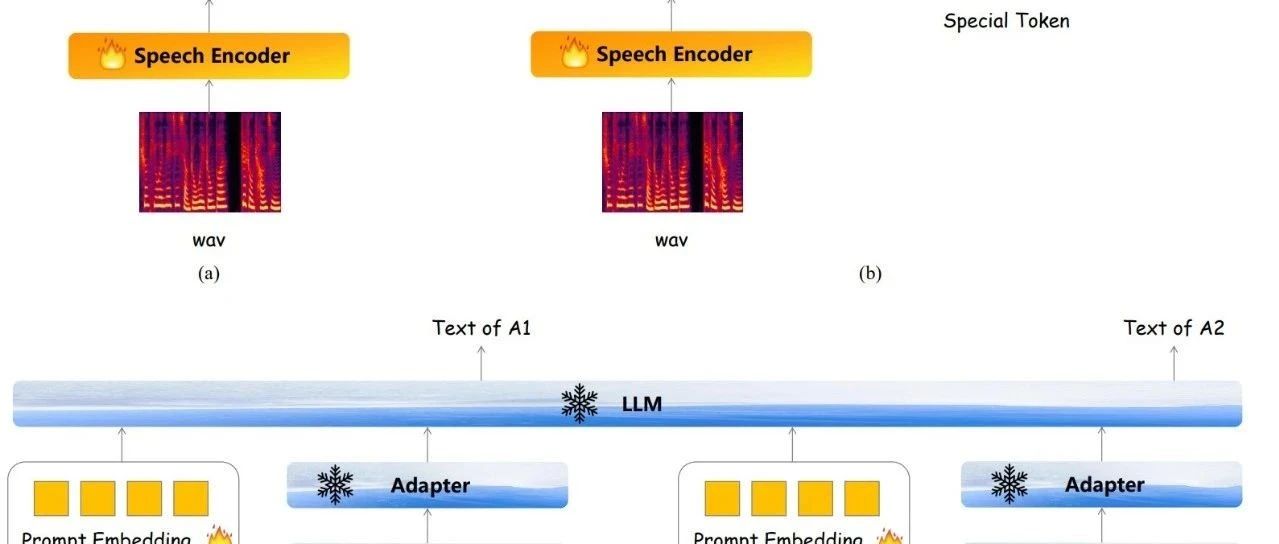 Special Token
Speech Encoder
Speech Encoder
wav
wav
(a)
(b)
Text of A1
Text of A2
LLM
Adapter
Adapter
Prompt Embedding
Prompt Embedding